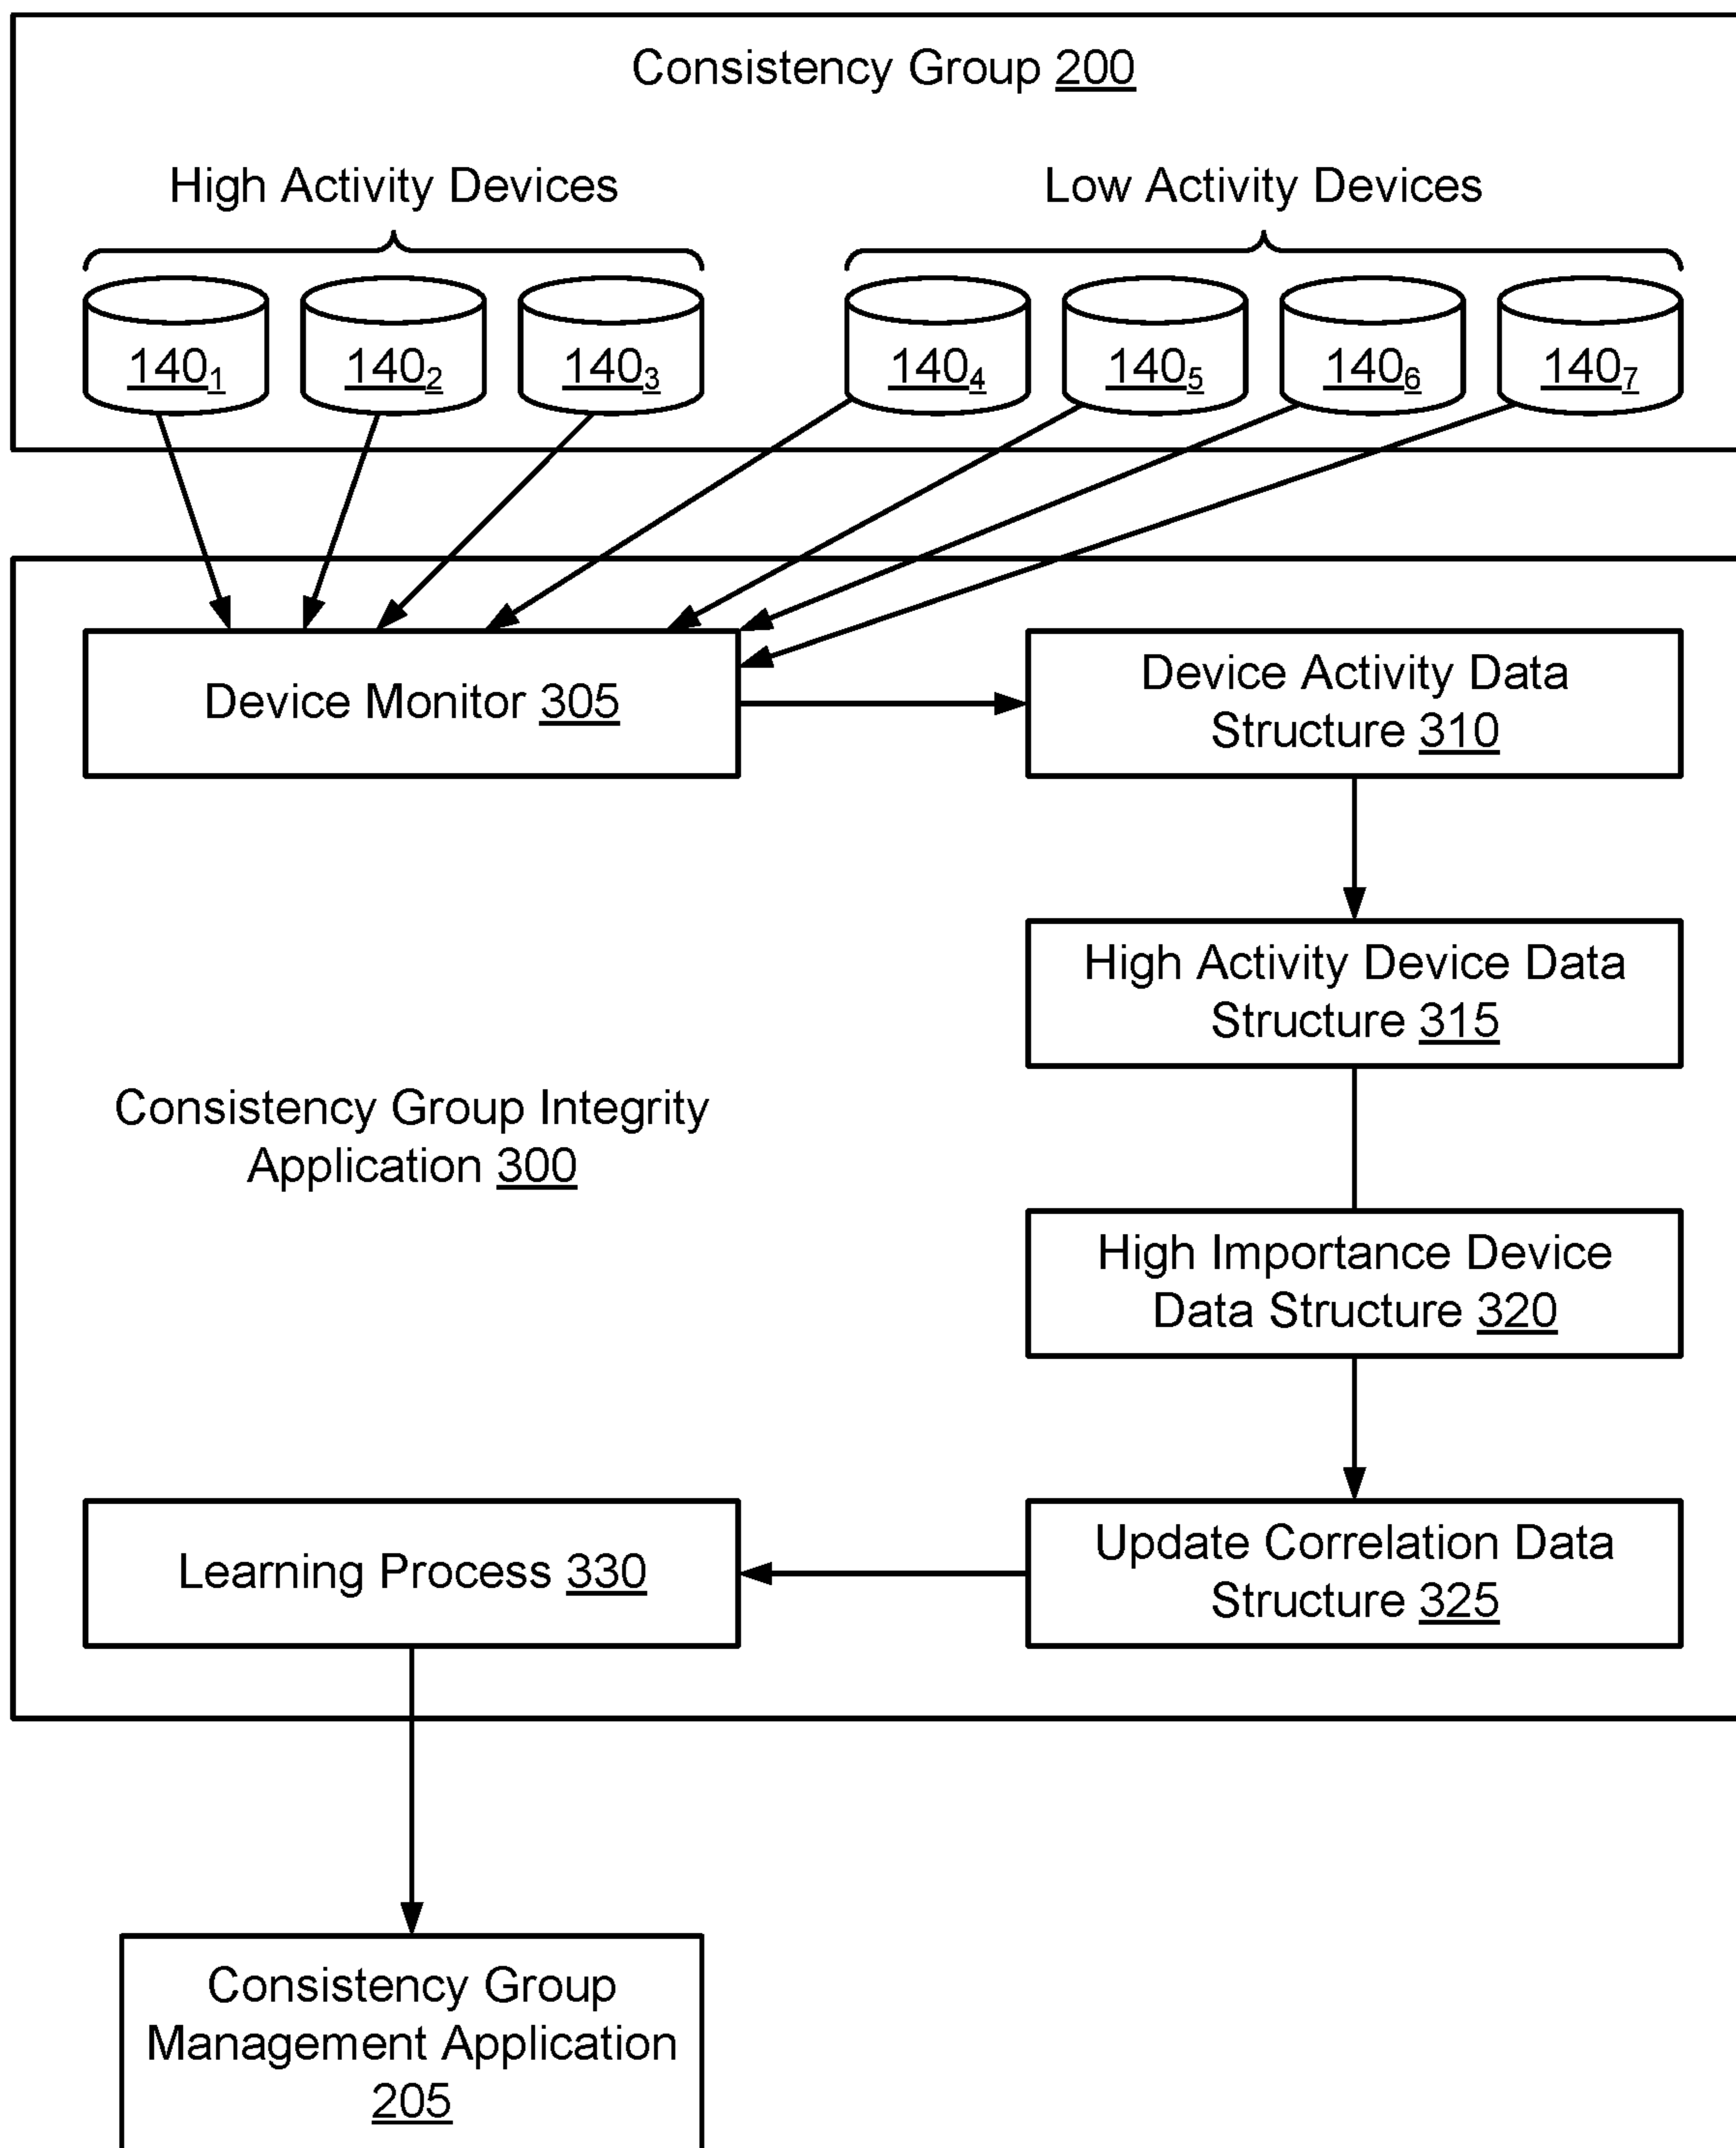 Consistency Group 200
High Activity Devices
Low Activity Devices
140₁
140₂
140₃
140₄
140₅
140₆
140₇
Device Monitor 305
Device Activity Data
Structure 310
High Activity Device Data
Structure 315
Consistency Group Integrity
Application 300
High Importance Device
Data Structure 320
Learning Process 330
Update Correlation Data
Structure 325
Consistency Group
Management Application
205